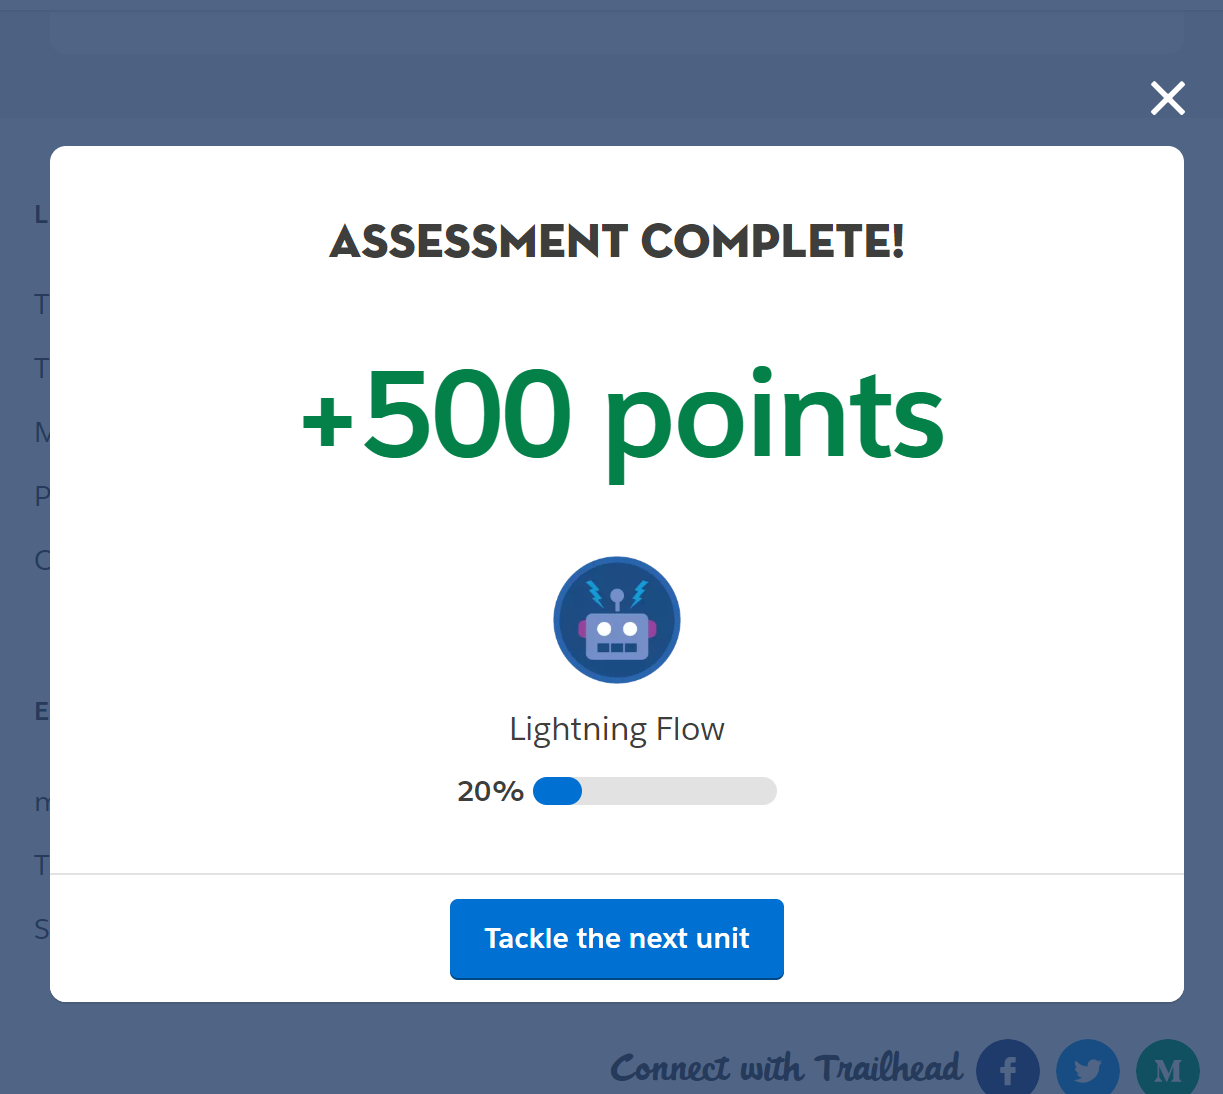 ASSESSMENT COMPLETE!
+500 points
Lightning Flow
20%
Tackle the next unit
Connect with Trailhead